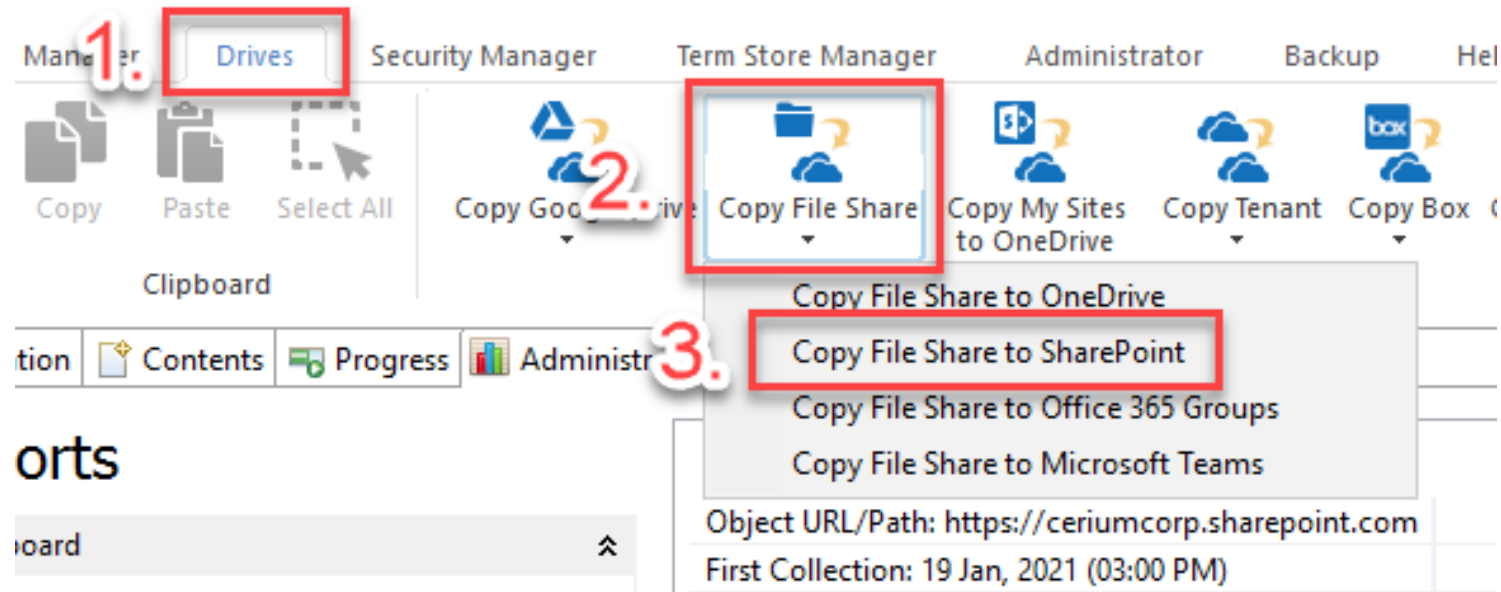 1.
Drives
Security Manager
Term Store Manager
Administrator
Backup
2.
Copy
Paste
Select All
Clipboard
Copy
Copy File Share
Copy My Sites
to OneDrive
Copy Tenant
box
Copy Box
Copy File Share to OneDrive
3.
Copy File Share to SharePoint
Copy File Share to Office 365 Groups
Copy File Share to Microsoft Teams
Contents
Progress
Object URL/Path: https://ceriumcorp.sharepoint.com
First Collection: 19 Jan, 2021 (03:00 PM)